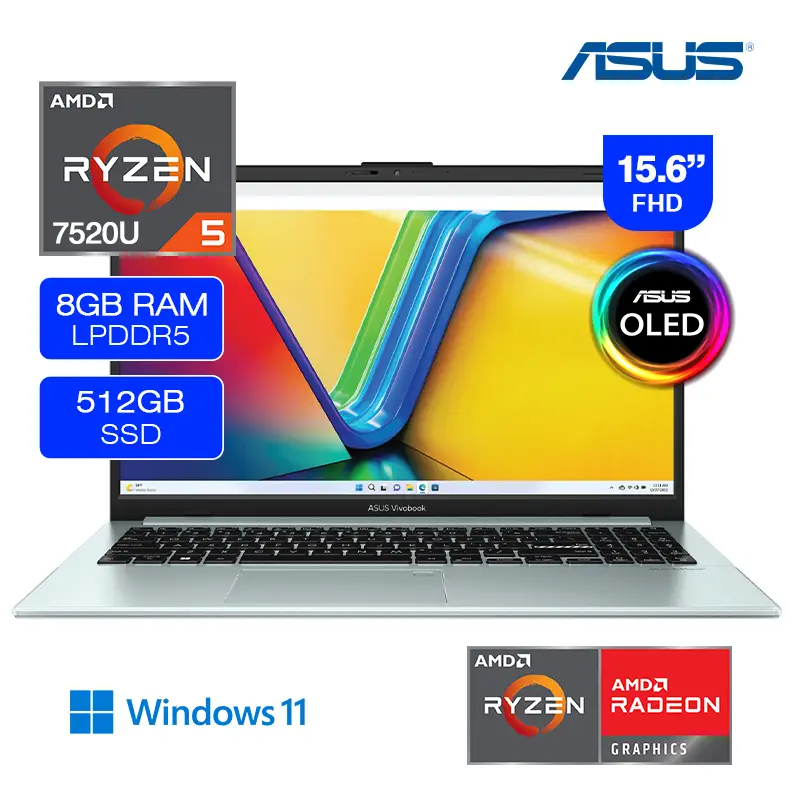 ASUS
AMD
RYZEN
7520U 5
15.6”
FHD
8GB RAM
LPDDR5
ASUS
OLED
512GB
SSD
ASUS Vivobook
Windows 11
AMD
RYZEN
AMD
RADEON
GRAPHICS